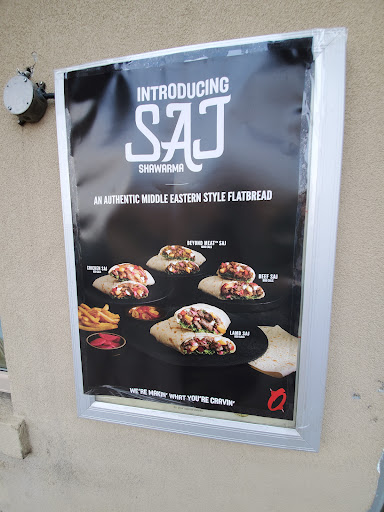 INTRODUCING
SAJ
SHAWARMA
AN AUTHENTIC MIDDLE EASTERN STYLE FLATBREAD
BEYOND MEAT™ SAJ
CHICKEN SAJ
BEEF SAJ
LAMB SAJ
WE'RE MAKIN' WHAT YOU'RE CRAVIN'